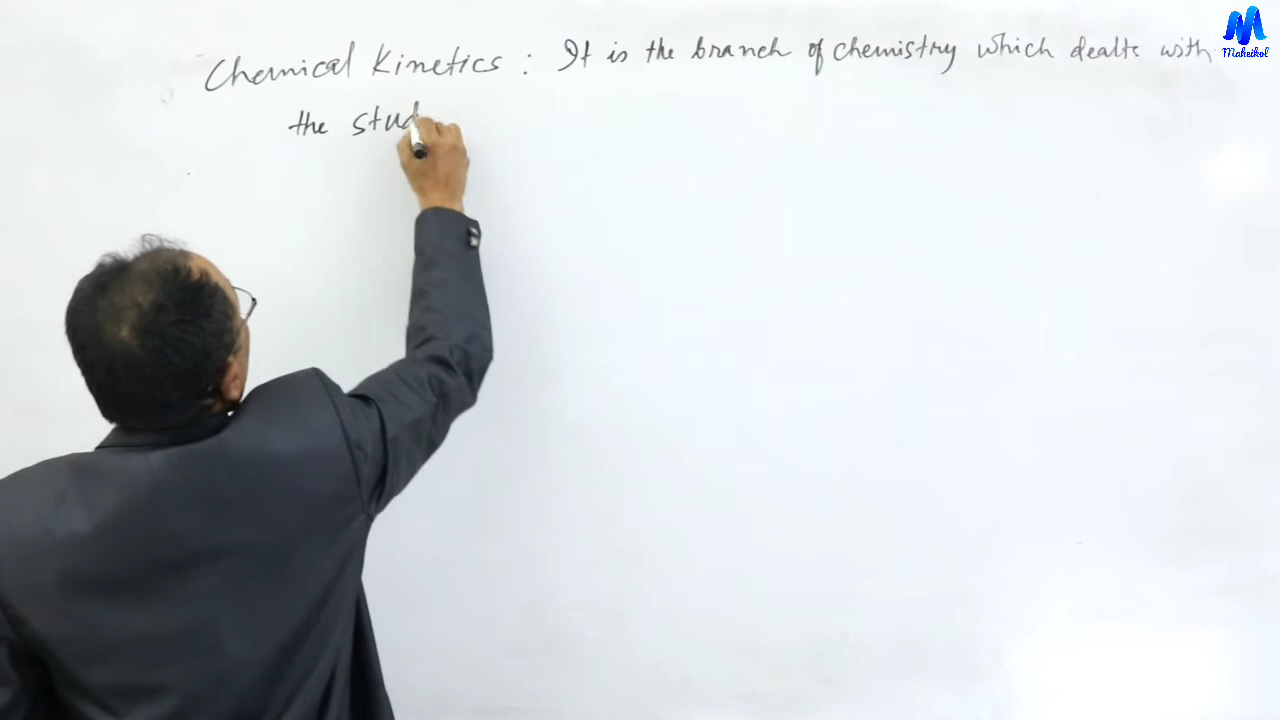 Chemical Kinetics : It is the branch of chemistry which dealts with
the stud
Maheikol